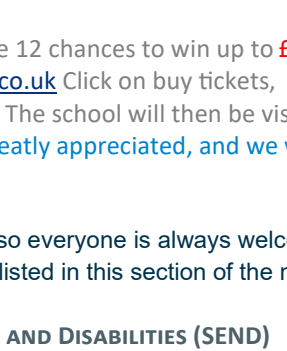 e 12 chances to win up to £
co.uk Click on buy tickets,
The school will then be vis
eatly appreciated, and we
so everyone is always welc
listed in this section of the
AND DISABILITIES (SEND)